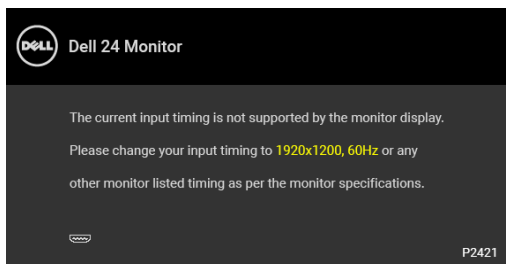 DELL
Dell 24 Monitor
The current input timing is not supported by the monitor display.
Please change your input timing to 1920x1200, 60Hz or any
other monitor listed timing as per the monitor specifications.
P2421